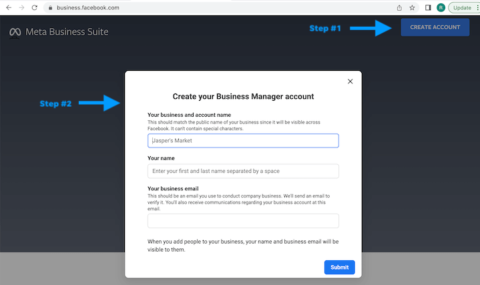 business.facebook.com
R
Update
Meta Business Suite
Step #1
CREATE ACCOUNT
Step #2
Create your Business Manager account
Your business and account name
This should match the public name of your business since it will be visible across
Facebook. It can't contain special characters.
Jasper's Market
Your name
Enter your first and last name separated by a space
Your business email
This should be an email you use to conduct company business. We'll send an email to
verify it. You'll also receive communications regarding your business account at this
email.
When you add people to your business, your name and business email will be
visible to them.
Submit